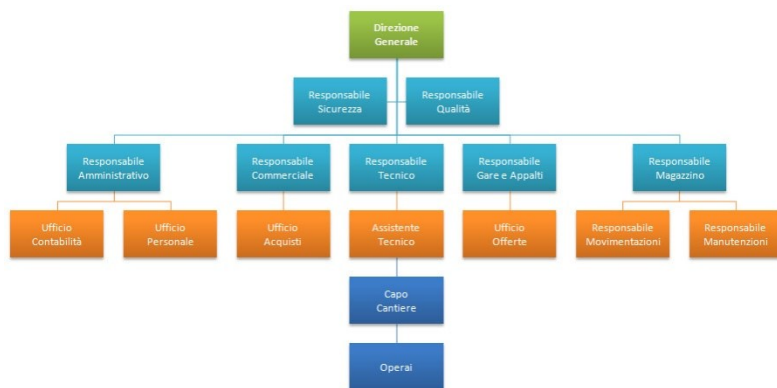 Direzione
Generale
Responsabile
Sicurezza
Responsabile
Qualità
Responsabile
Amministrativo
Responsabile
Commerciale
Responsabile
Tecnico
Responsabile
Gare e Appalti
Responsabile
Magazzino
Ufficio
Contabilità
Ufficio
Personale
Ufficio
Acquisti
Assistente
Tecnico
Ufficio
Offerte
Responsabile
Movimentazioni
Responsabile
Manutenzioni
Capo
Cantiere
Operai